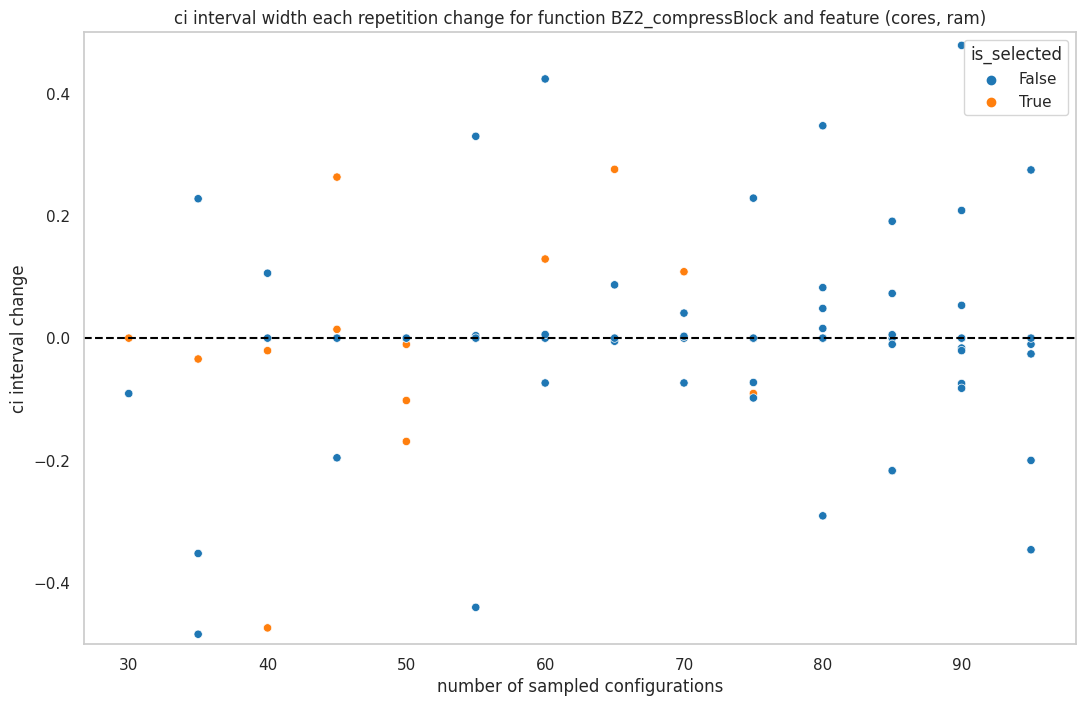 ci interval width each repetition change for function BZ2_compressBlock and feature (cores, ram)
is_selected
False
True
ci interval change
0.4
0.2
0.0
−0.2
−0.4
30 40 50 60 70 80 90
number of sampled configurations